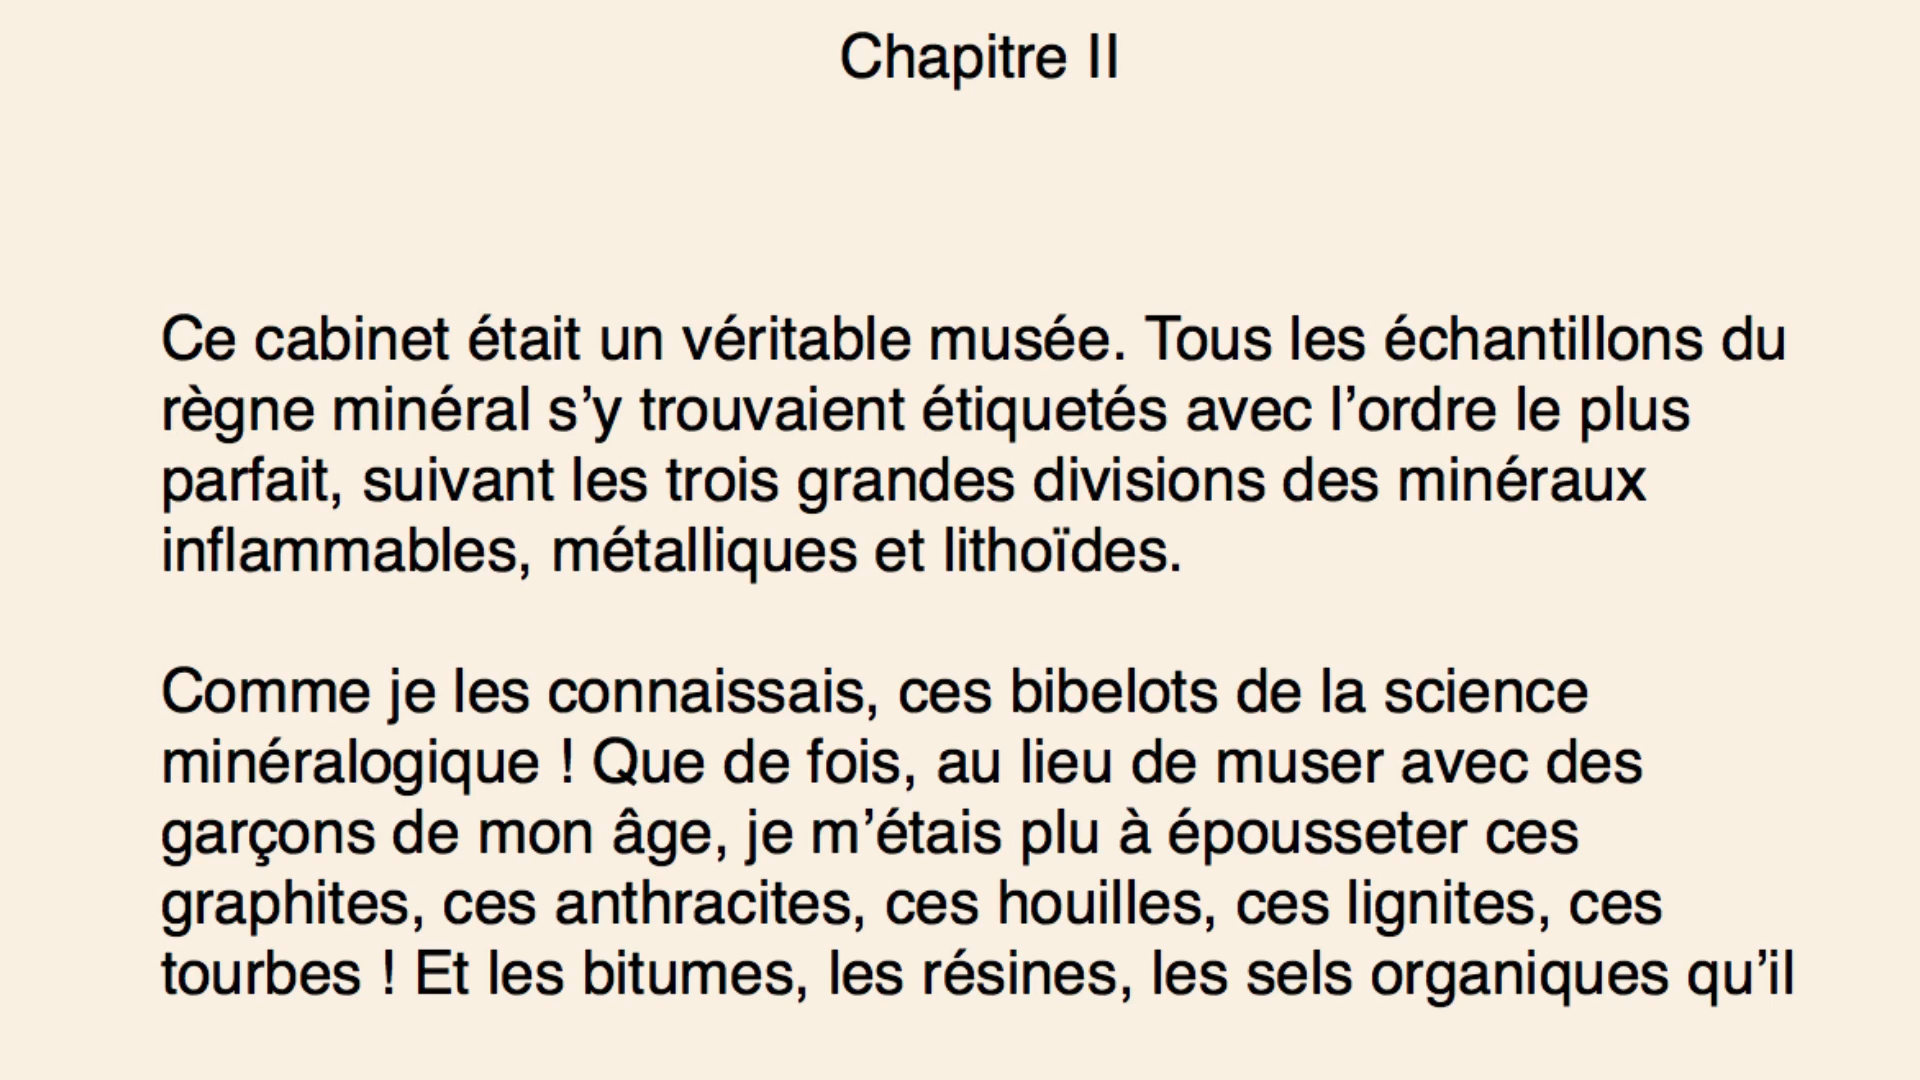 Chapitre II
Ce cabinet était un véritable musée. Tous les échantillons du
règne minéral s’y trouvaient étiquetés avec l’ordre le plus
parfait, suivant les trois grandes divisions des minéraux
inflammables, métalliques et lithoïdes.
Comme je les connaissais, ces bibelots de la science
minéralogique ! Que de fois, au lieu de muser avec des
garçons de mon âge, je m’étais plu à épousseter ces
graphites, ces anthracites, ces houilles, ces lignites, ces
tourbes ! Et les bitumes, les résines, les sels organiques qu’il